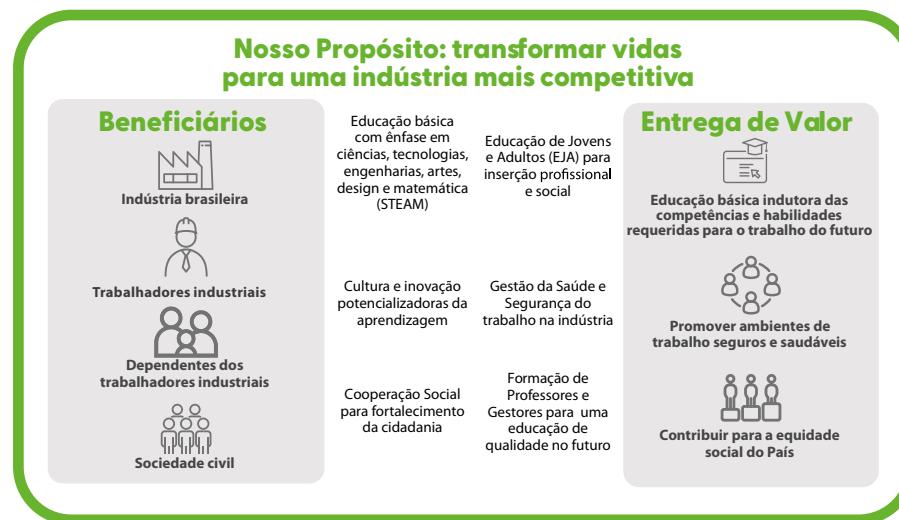 Nosso Propósito: transformar vidas
para uma indústria mais competitiva
Beneficiários
Indústria brasileira
Trabalhadores industriais
Dependentes dos
trabalhadores industriais
Sociedade civil
Educação básica
com ênfase em
ciências, tecnologias,
engenharias, artes,
design e matemática
(STEAM)
Educação de Jovens
e Adultos (EJA) para
inserção profissional
e social
Cultura e inovação
potencializadoras da
aprendizagem
Gestão da Saúde e
Segurança do
trabalho na indústria
Cooperação Social
para fortalecimento
da cidadania
Formação de
Professores e
Gestores para uma
educação de
qualidade no futuro
Entrega de Valor
Educação básica indutora das
competências e habilidades
requeridas para o trabalho do futuro
Promover ambientes de
trabalho seguros e saudáveis
Contribuir para a equidade
social do País